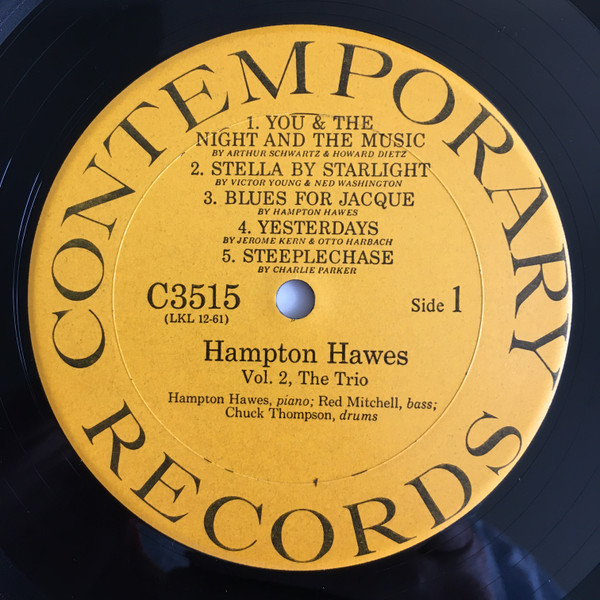 CONTEMPORARY
1. YOU & THE
NIGHT AND THE MUSIC
BY ARTHUR SCHWARTZ & HOWARD DIETZ
2. STELLA BY STARLIGHT
BY VICTOR YOUNG & NED WASHINGTON
3. BLUES FOR JACQUE
BY HAMPTON HAWES
4. YESTERDAYS
BY JEROME KERN & OTTO HARBACH
5. STEEPLECHASE
BY CHARLIE PARKER
C3515
(LKL 12-61)
Side 1
Hampton Hawes
Vol. 2, The Trio
Hampton Hawes, piano; Red Mitchell, bass;
Chuck Thompson, drums
RECORDS